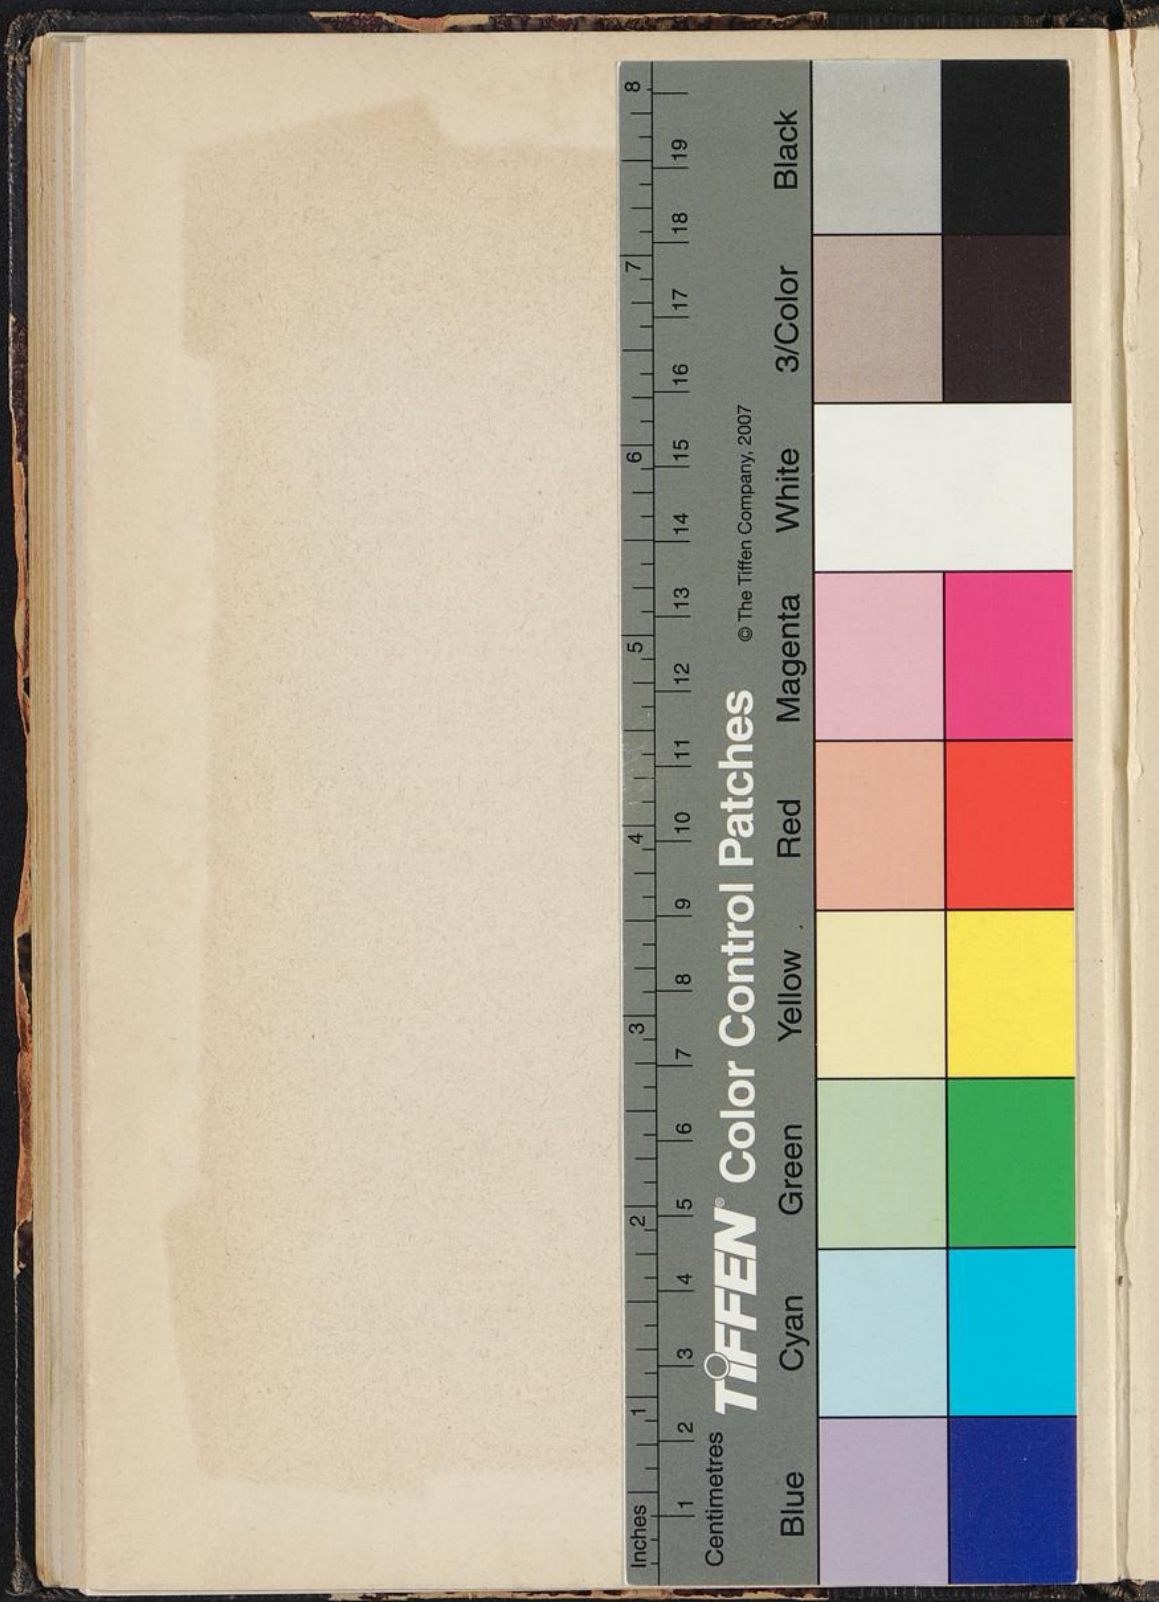 Inches 1 2 3 4 5 6 7 8
1 2 3 4 5 6 7 8 9 10 11 12 13 14 15 16 17 18 19
Centimetres
TIFFEN® Color Control Patches
© The Tiffen Company, 2007
Blue Cyan Green Yellow Red Magenta White 3/Color Black